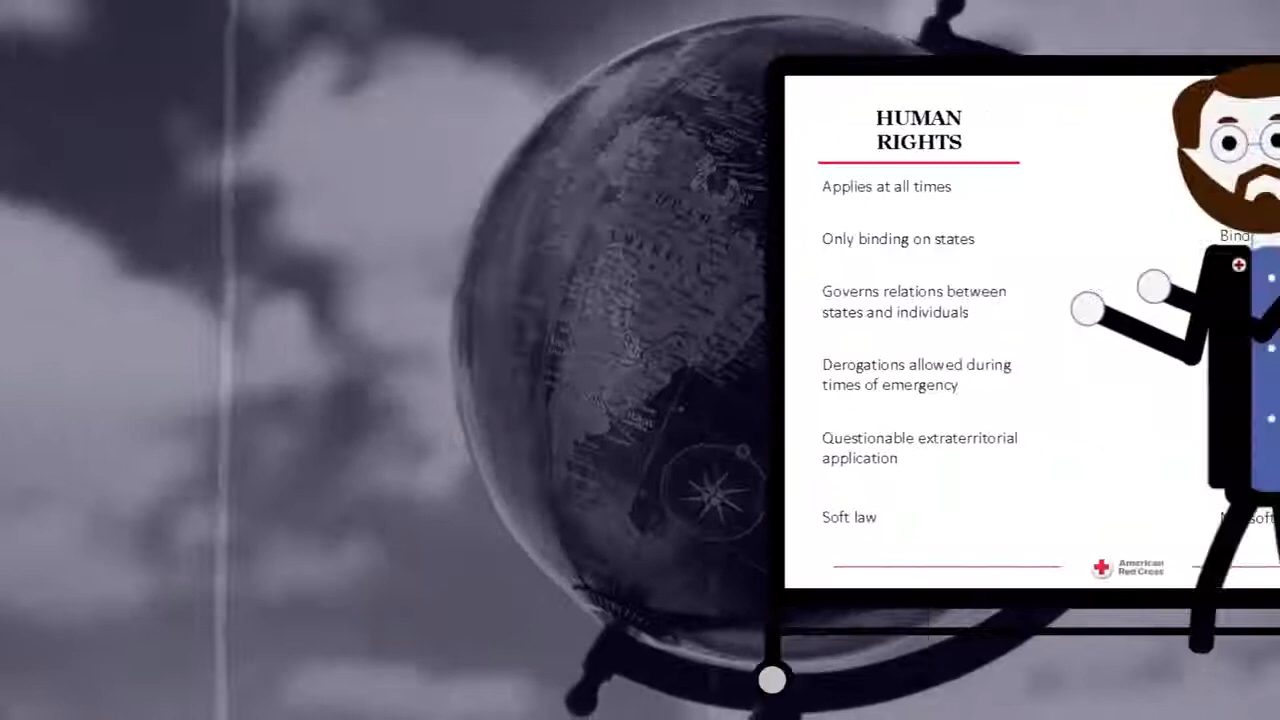 HUMAN
RIGHTS
Applies at all times
Only binding on states
Governs relations between
states and individuals
Derogations allowed during
times of emergency
Questionable extraterritorial
application
Soft law
American
Red Cross